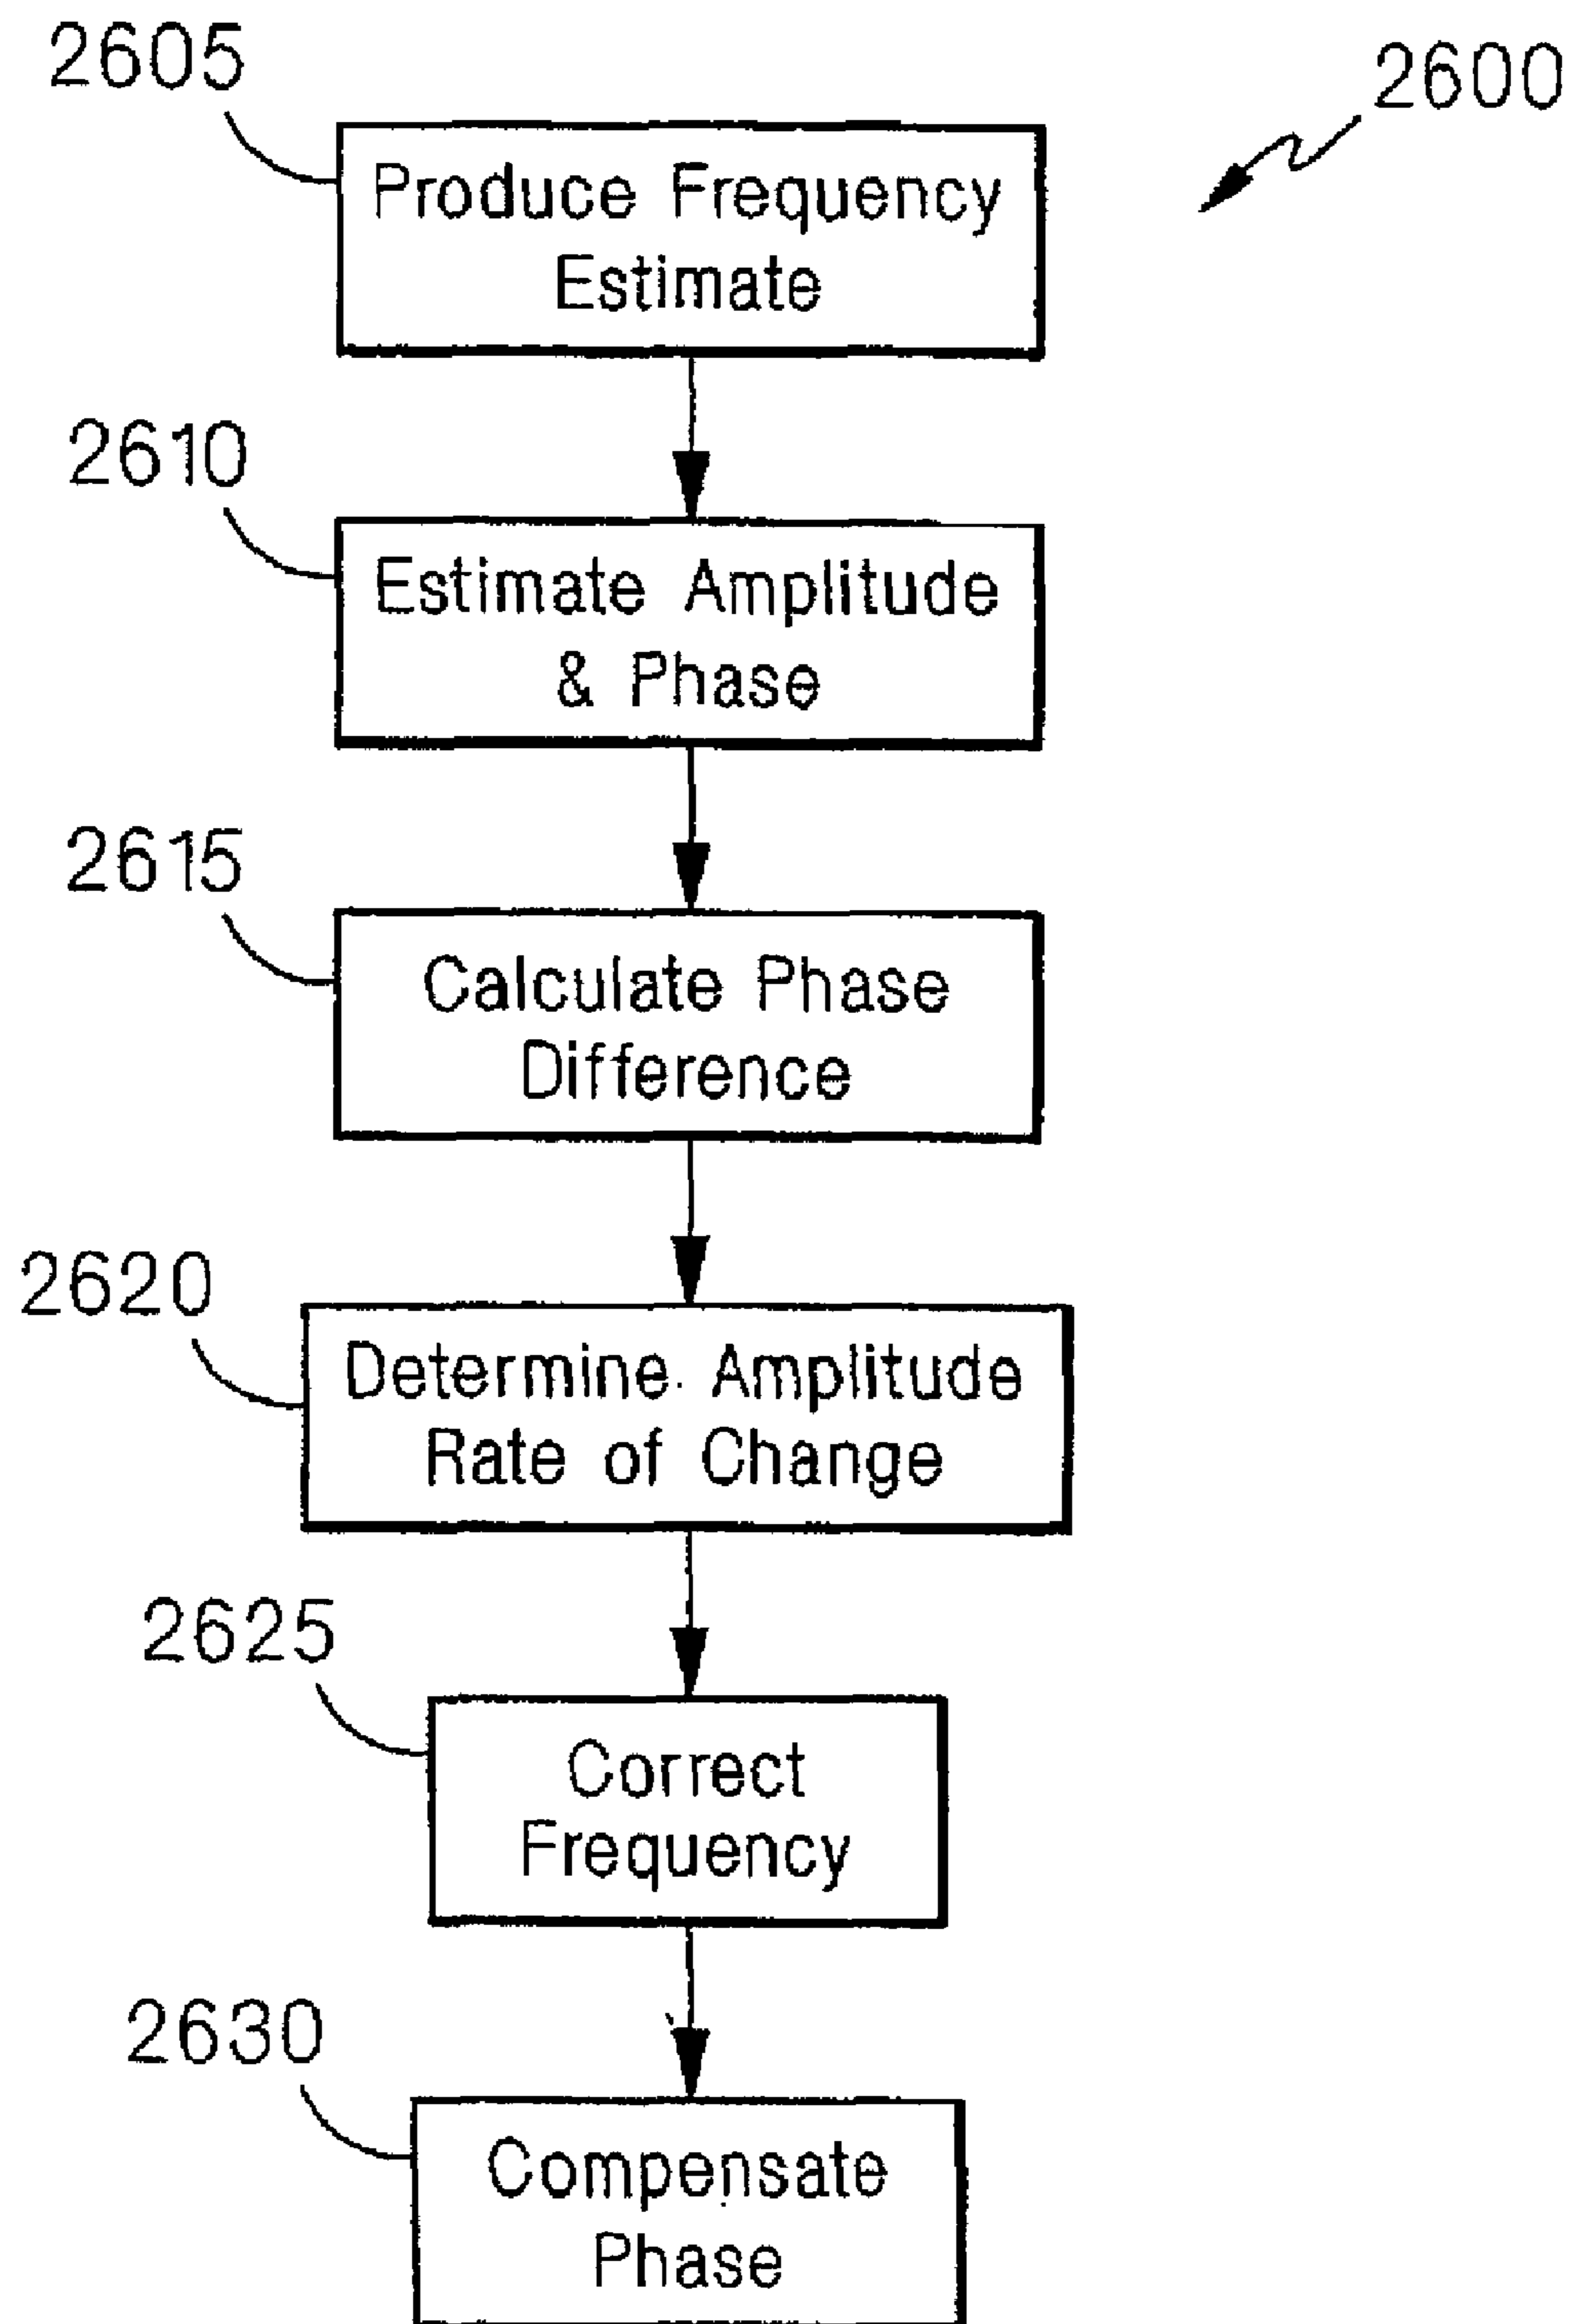 2605
2600
Produce Frequency
Estimate
2610
Estimate Amplitude
& Phase
2615
Calculate Phase
Difference
2620
Determine Amplitude
Rate of Change
2625
Correct
Frequency
2630
Compensate
Phase